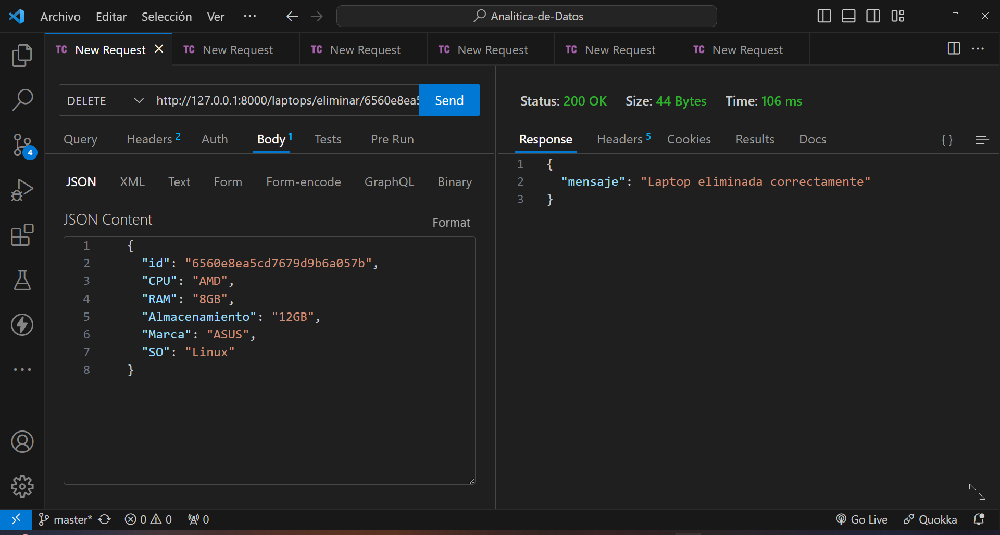 Archivo Editar Selección Ver ··· Analitica-de-Datos
TC New Request TC New Request TC New Request TC New Request TC New Request TC New Request
DELETE http://127.0.0.1:8000/laptops/eliminar/6560e8ea5 Send
Query Headers 2 Auth Body 1 Tests Pre Run
JSON XML Text Form Form-encode GraphQL Binary
JSON Content
Format
1 {
2 "id": "6560e8ea5cd7679d9b6a057b",
3 "CPU": "AMD",
4 "RAM": "8GB",
5 "Almacenamiento": "12GB",
6 "Marca": "ASUS",
7 "SO": "Linux"
8 }
Status: 200 OK Size: 44 Bytes Time: 106 ms
Response Headers 5 Cookies Results Docs { }
1 {
2 "mensaje": "Laptop eliminada correctamente"
3 }
4
master* 0 0 0 Go Live Quokka